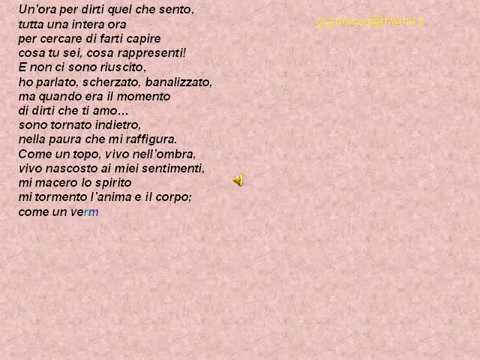 Un'ora per dirti quel che sento,
tutta una intera ora
per cercare di farti capire
cosa tu sei, cosa rappresenti!
E non ci sono riuscito,
ho parlato, scherzato, banalizzato,
ma quando era il momento
di dirti che ti amo…
sono tornato indietro,
nella paura che mi raffigura.
Come un topo, vivo nell'ombra,
vivo nascosto ai miei sentimenti,
mi macero lo spirito
mi tormento l'anima e il corpo;
come un verm